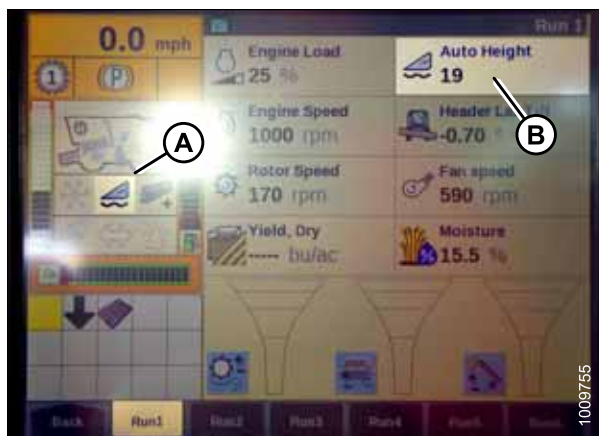 0.0 mph
Run 1
1
(P)
Engine Load
25 %
Auto Height
19
A
B
Engine Speed
1000 rpm
-0.70
Rotor Speed
170 rpm
Fan speed
590 rpm
Yield, Dry
----- bu/ac
Moisture
15.5 %
Back
Run1
Run2
Run3
Run4
1009755